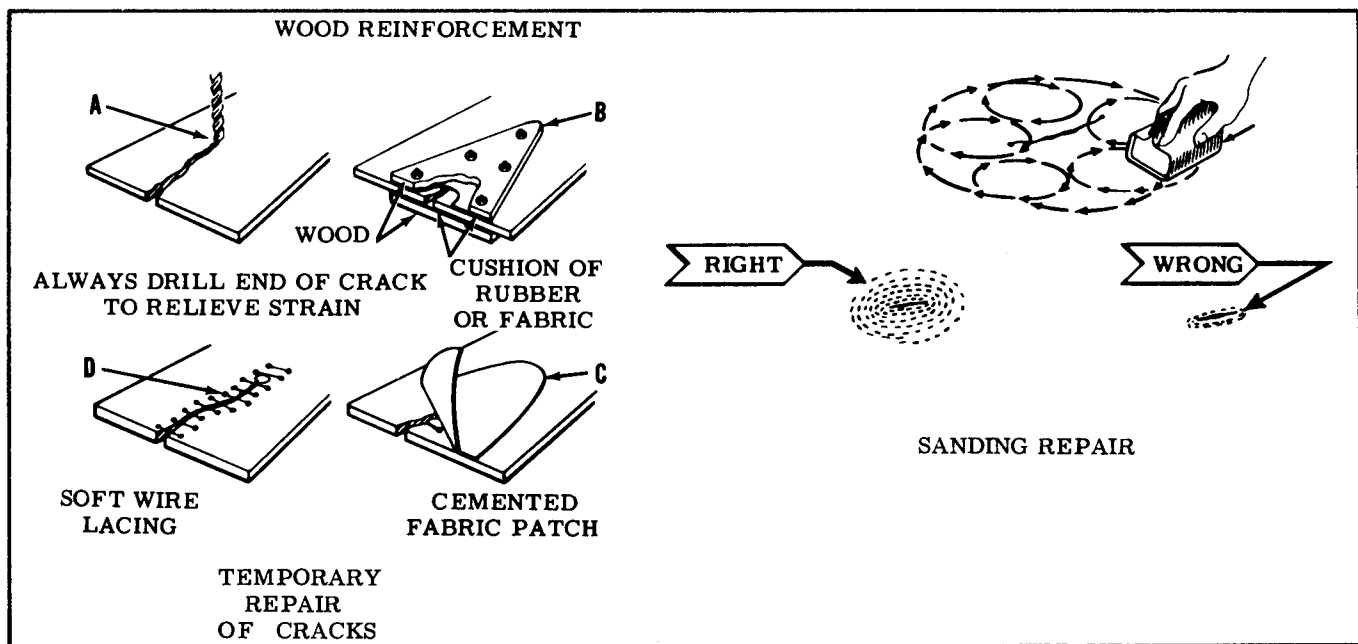 WOOD REINFORCEMENT
A
B
WOOD
ALWAYS DRILL END OF CRACK
TO RELIEVE STRAIN
CUSHION OF
RUBBER
OR FABRIC
D
C
SOFT WIRE
LACING
CEMENTED
FABRIC PATCH
TEMPORARY
REPAIR
OF CRACKS
RIGHT
WRONG
SANDING REPAIR